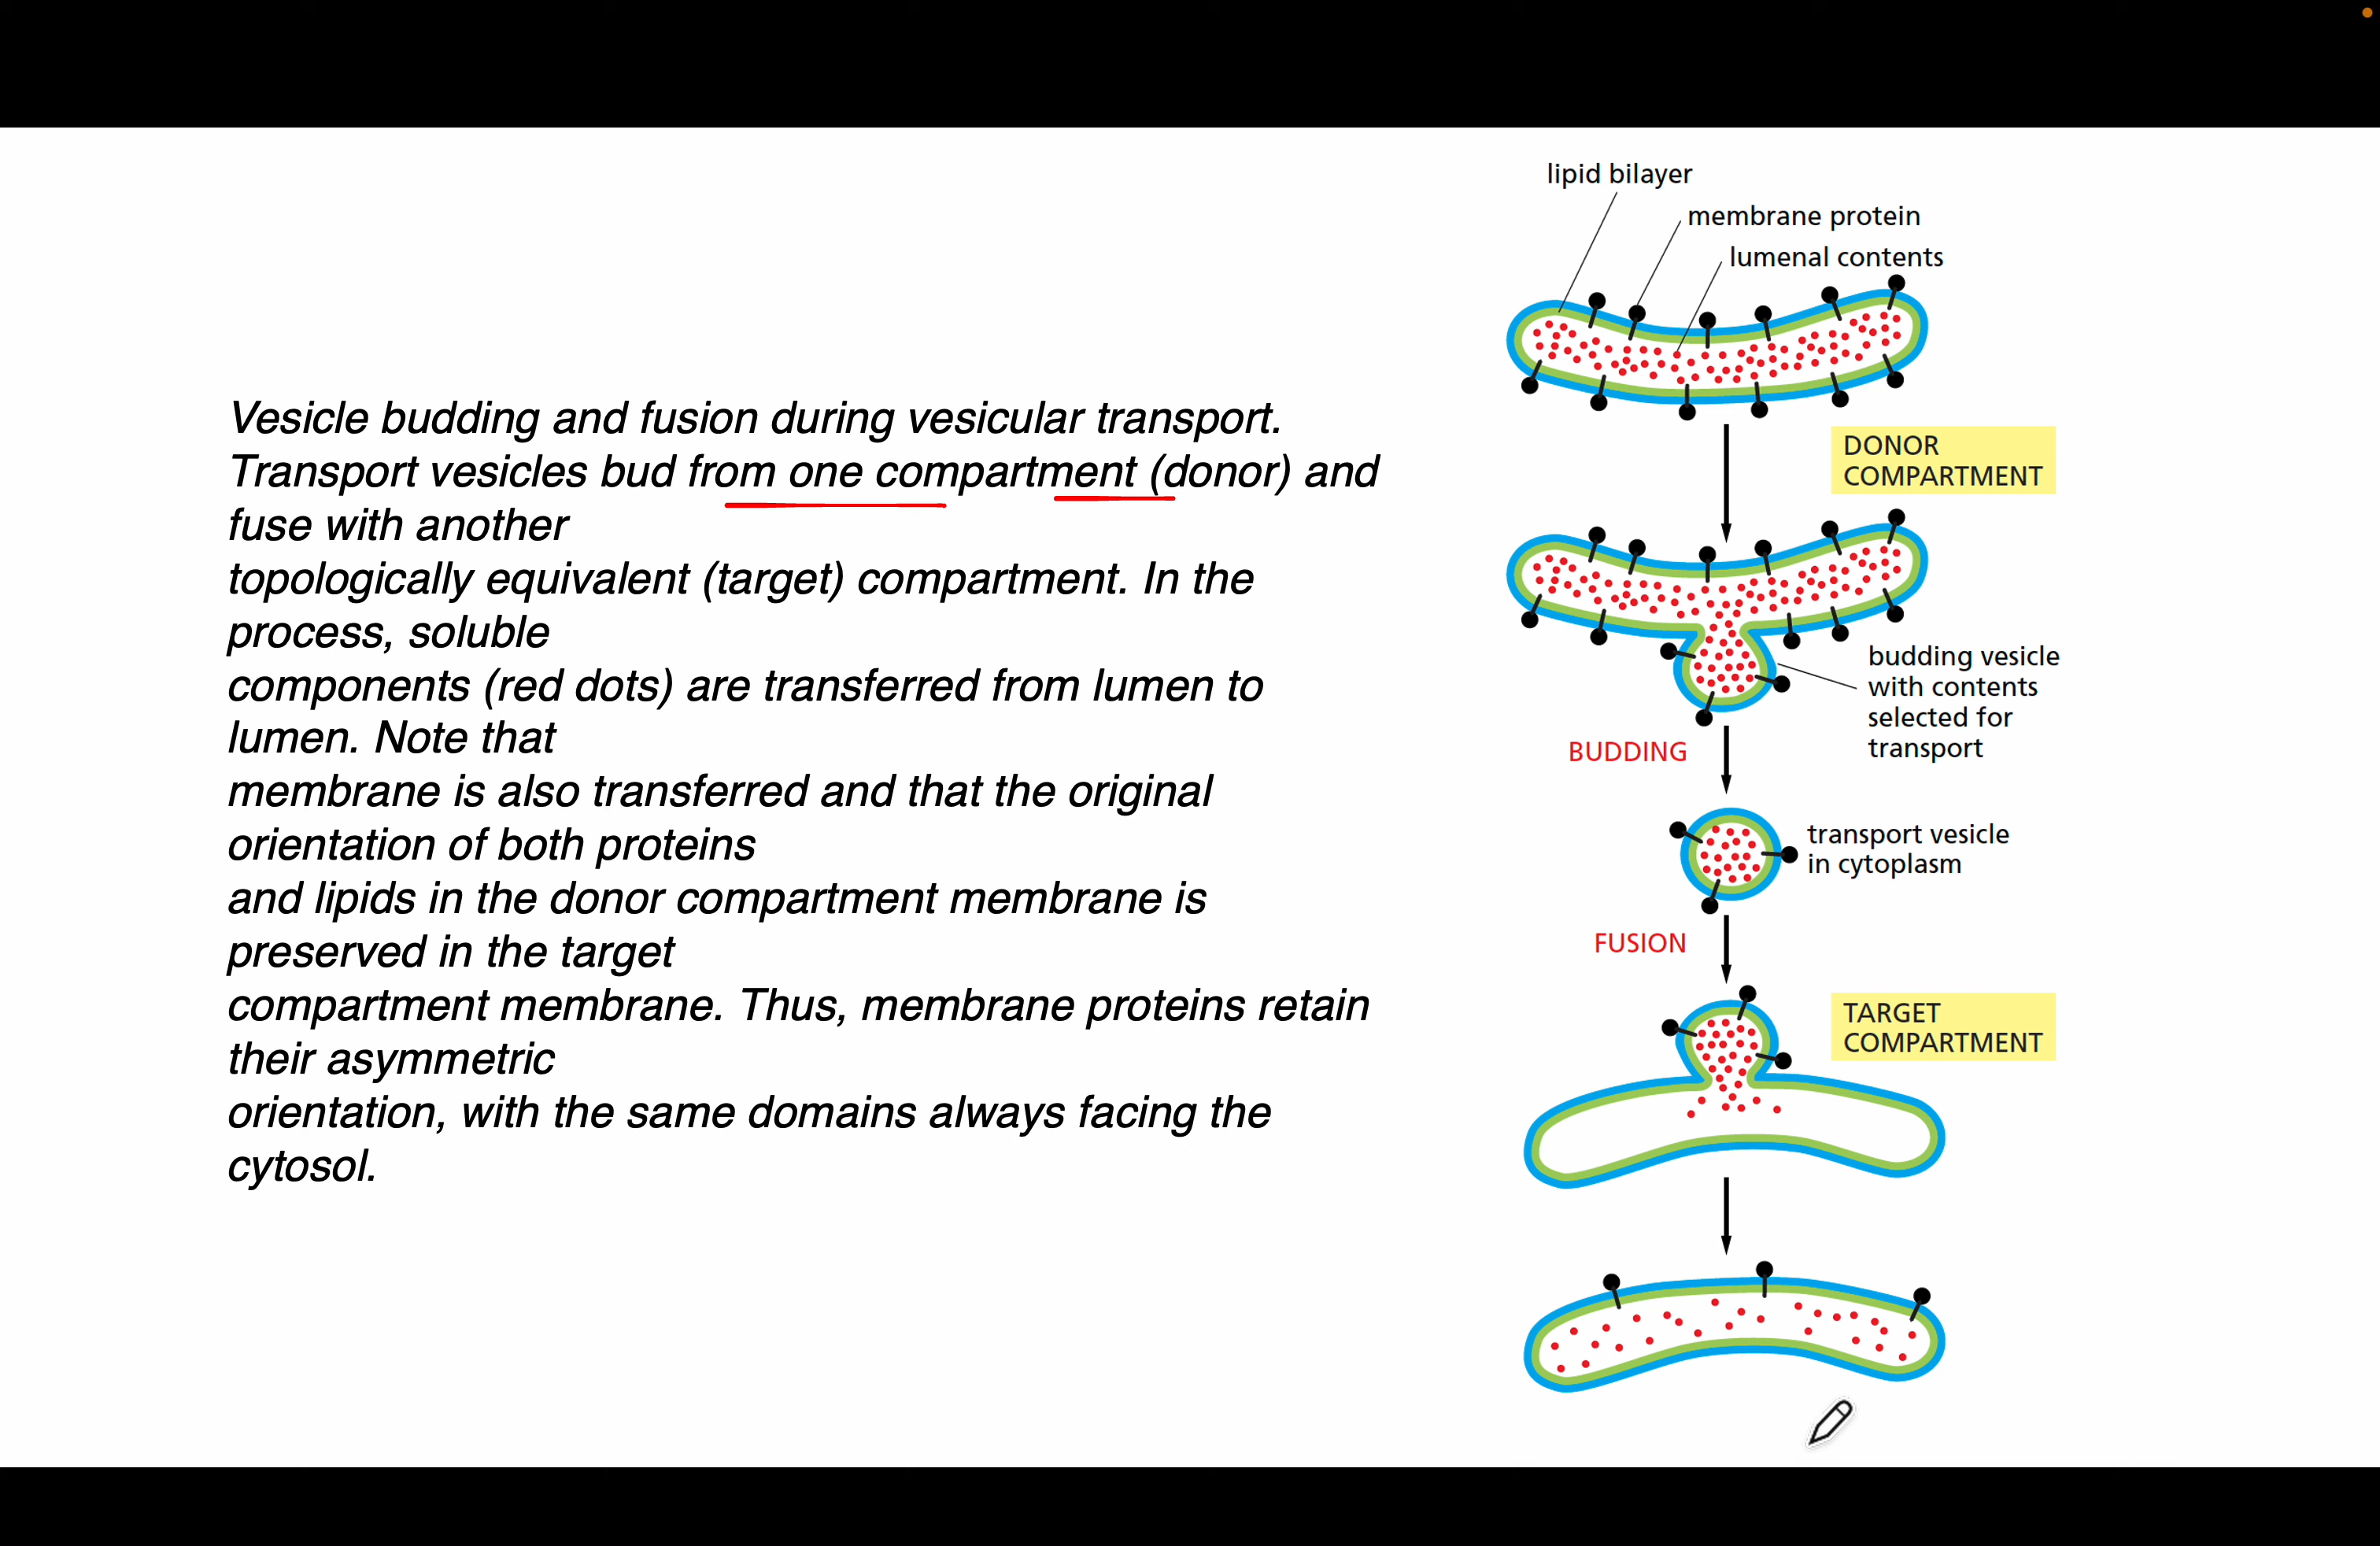 Vesicle budding and fusion during vesicular transport.
Transport vesicles bud from one compartment (donor) and
fuse with another
topologically equivalent (target) compartment. In the
process, soluble
components (red dots) are transferred from lumen to
lumen. Note that
membrane is also transferred and that the original
orientation of both proteins
and lipids in the donor compartment membrane is
preserved in the target
compartment membrane. Thus, membrane proteins retain
their asymmetric
orientation, with the same domains always facing the
cytosol.
lipid bilayer
membrane protein
lumenal contents
DONOR
COMPARTMENT
budding vesicle
with contents
selected for
transport
BUDDING
transport vesicle
in cytoplasm
FUSION
TARGET
COMPARTMENT